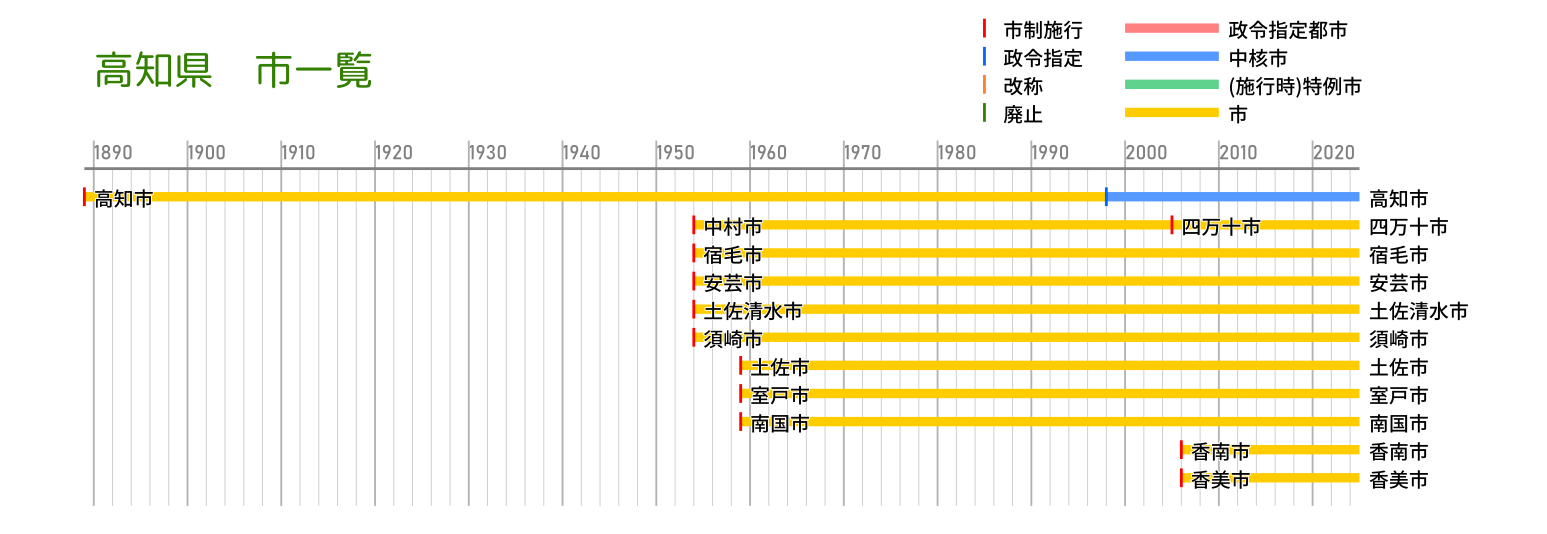 高知県　市一覧
市制施行
政令指定
改称
廃止
政令指定都市
中核市
(施行時)特例市
市
1890 1900 1910 1920 1930 1940 1950 1960 1970 1980 1990 2000 2010 2020
高知市 高知市
中村市 四万十市 四万十市
宿毛市 宿毛市
安芸市 安芸市
土佐清水市 土佐清水市
須崎市 須崎市
土佐市 土佐市
室戸市 室戸市
南国市 南国市
香南市 香南市
香美市 香美市